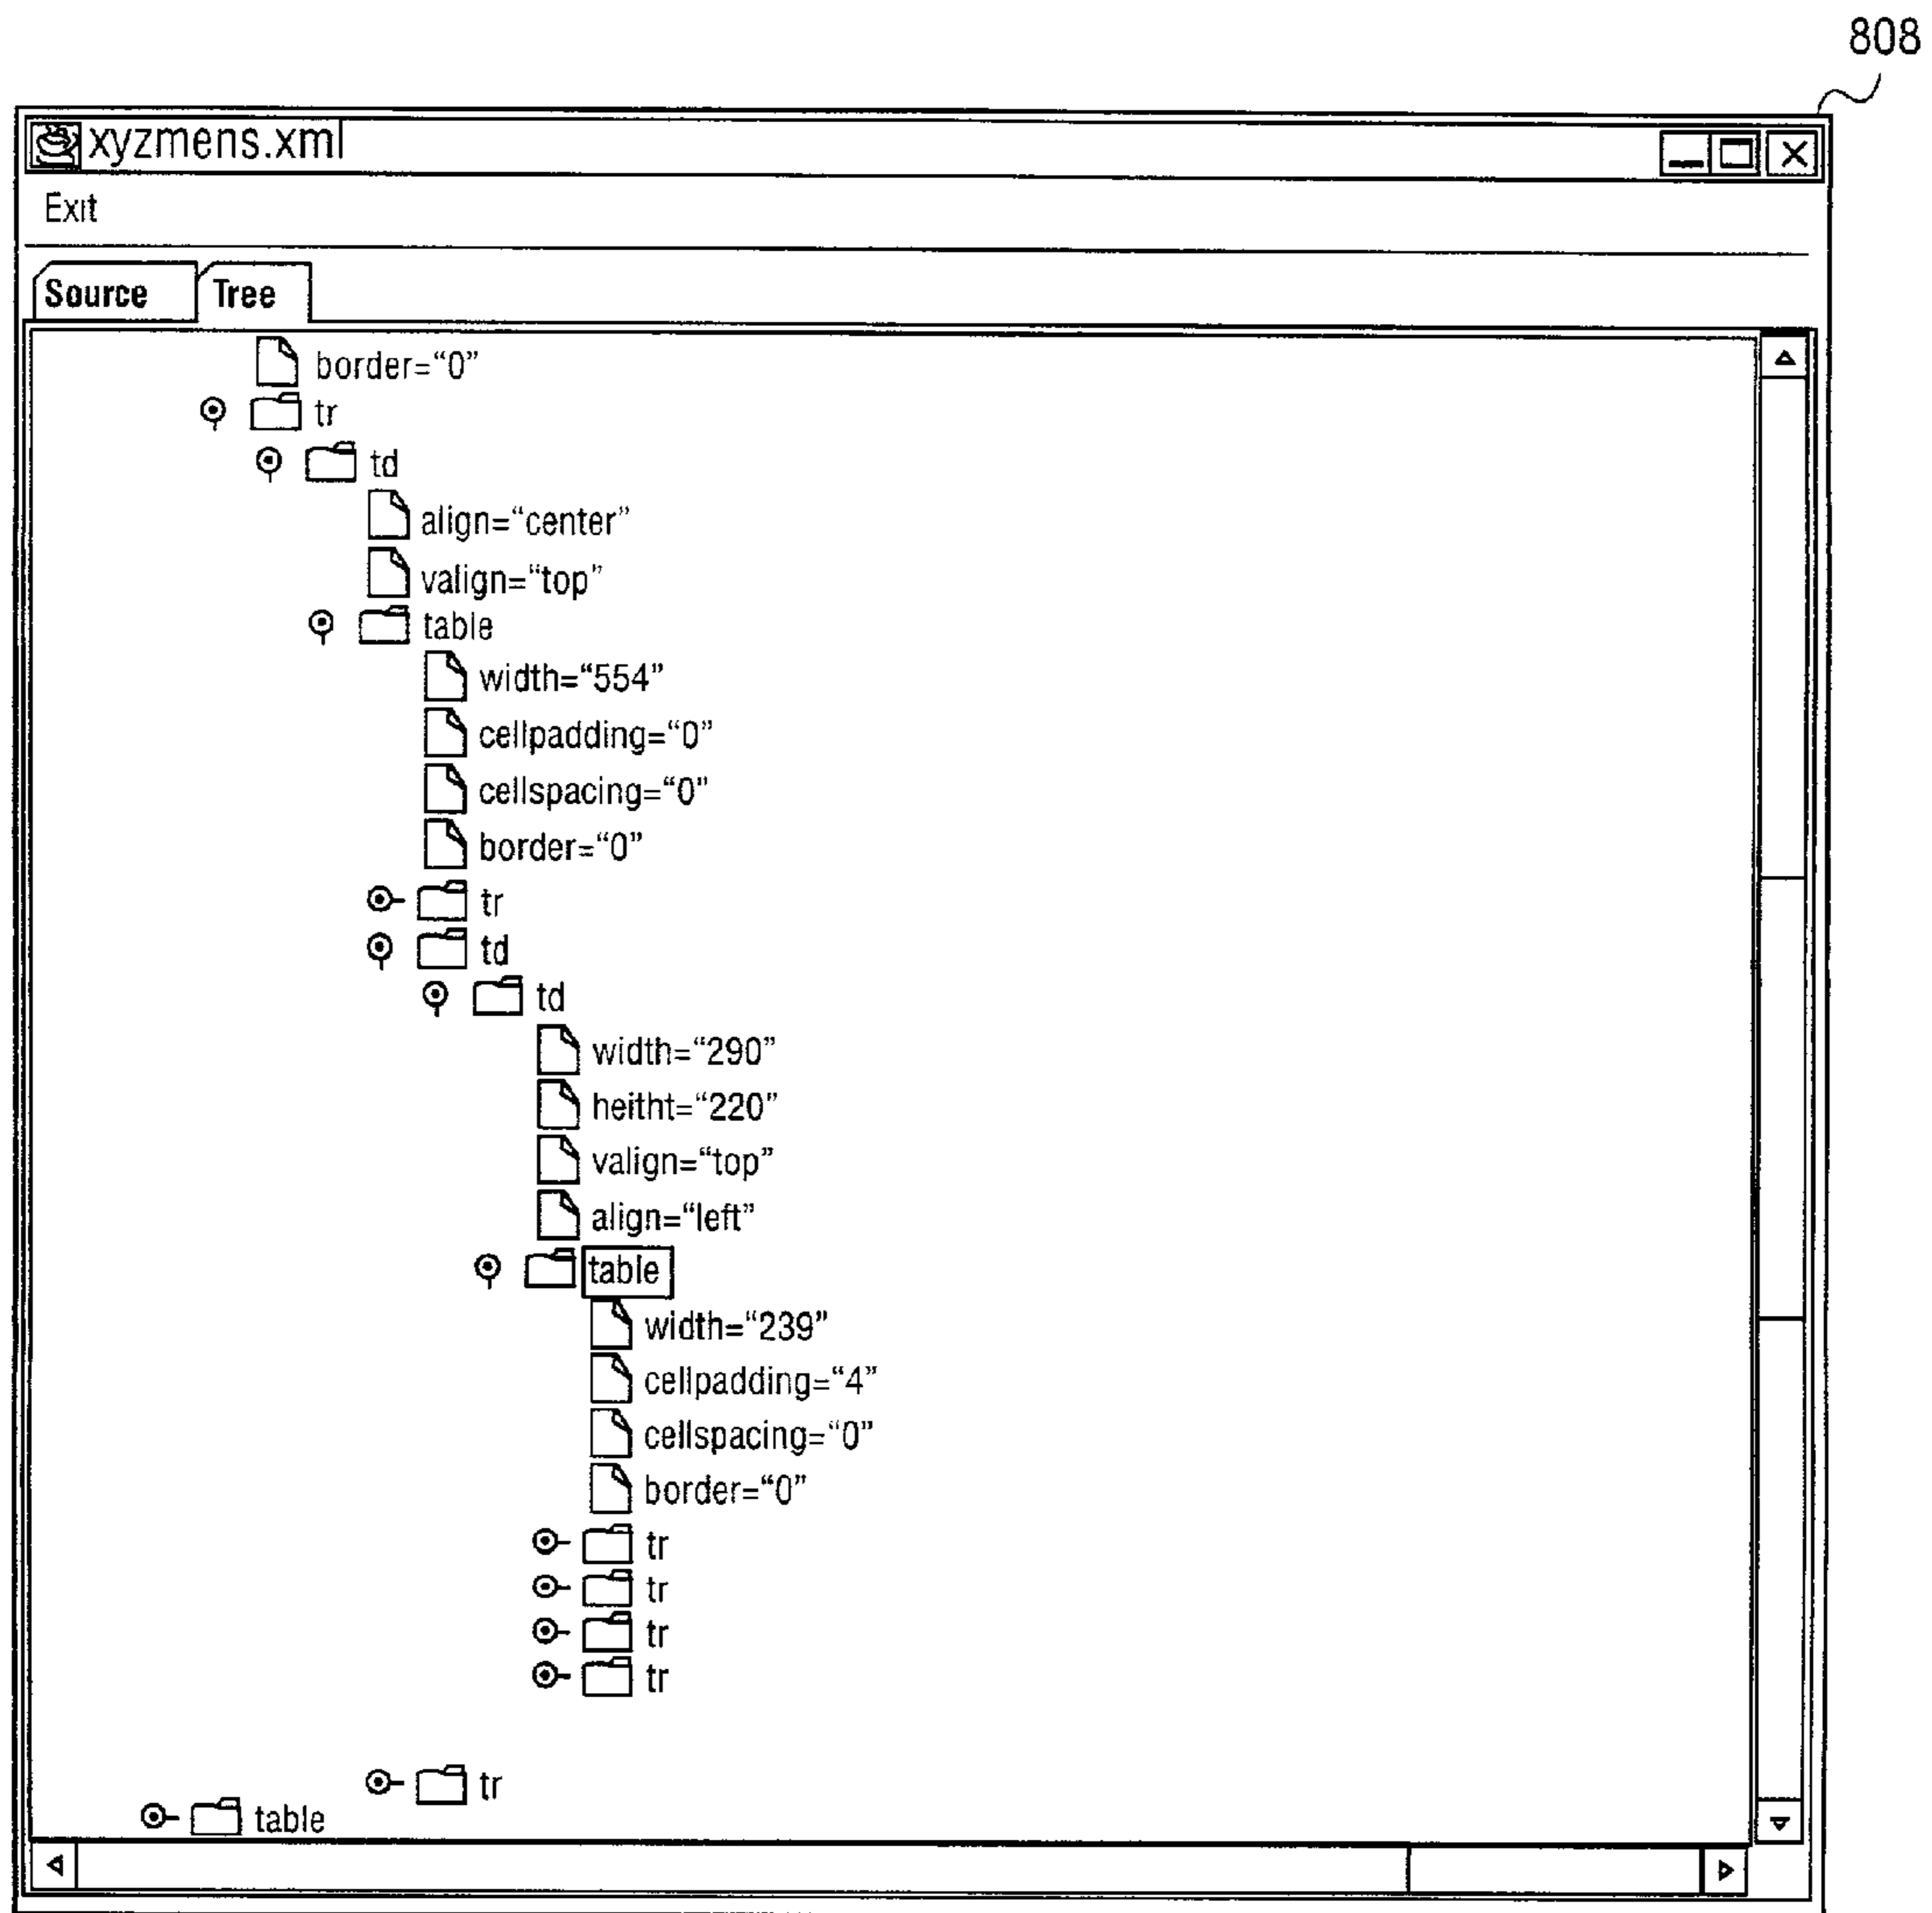 808
xyzmens.xml
Exit
Source Tree
border=“0”
tr
td
align=“center”
valign=“top”
table
width=“554”
cellpadding=“0”
cellspacing=“0”
border=“0”
tr
td
td
width=“290”
heitht=“220”
valign=“top”
align=“left”
table
width=“239”
cellpadding=“4”
cellspacing=“0”
border=“0”
tr
tr
tr
tr
tr
table